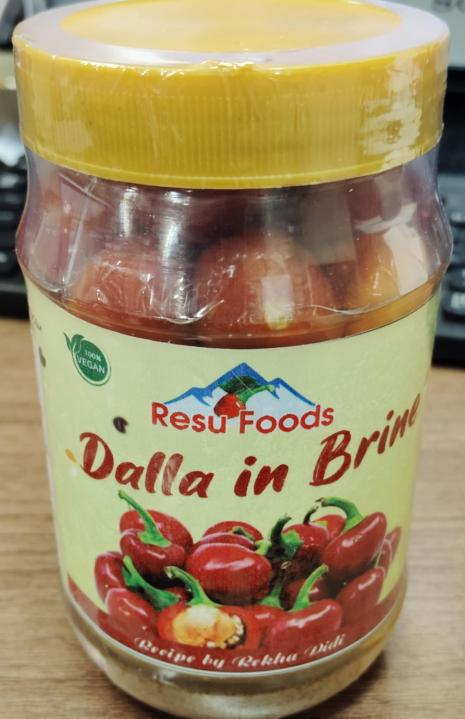 100%
VEGAN
Resu Foods
Dalla in Brine
Recipe by Rekha Didi